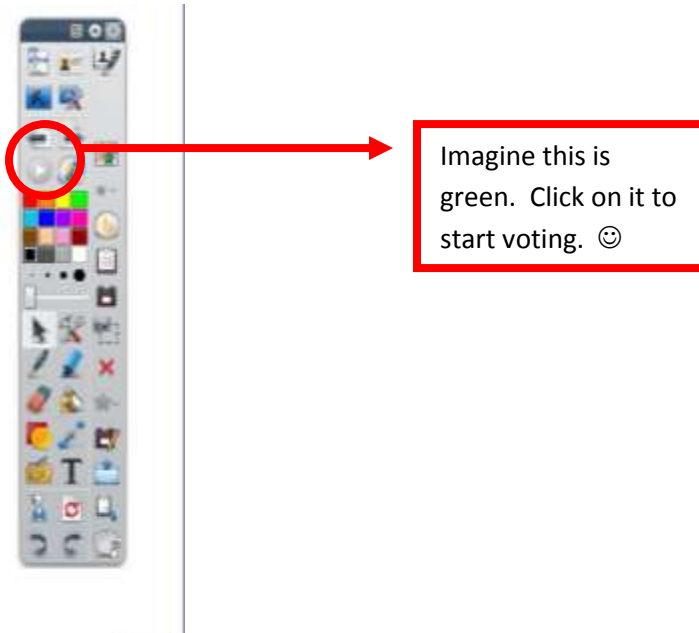 Imagine this is
green.  Click on it to
start voting. ☺
T